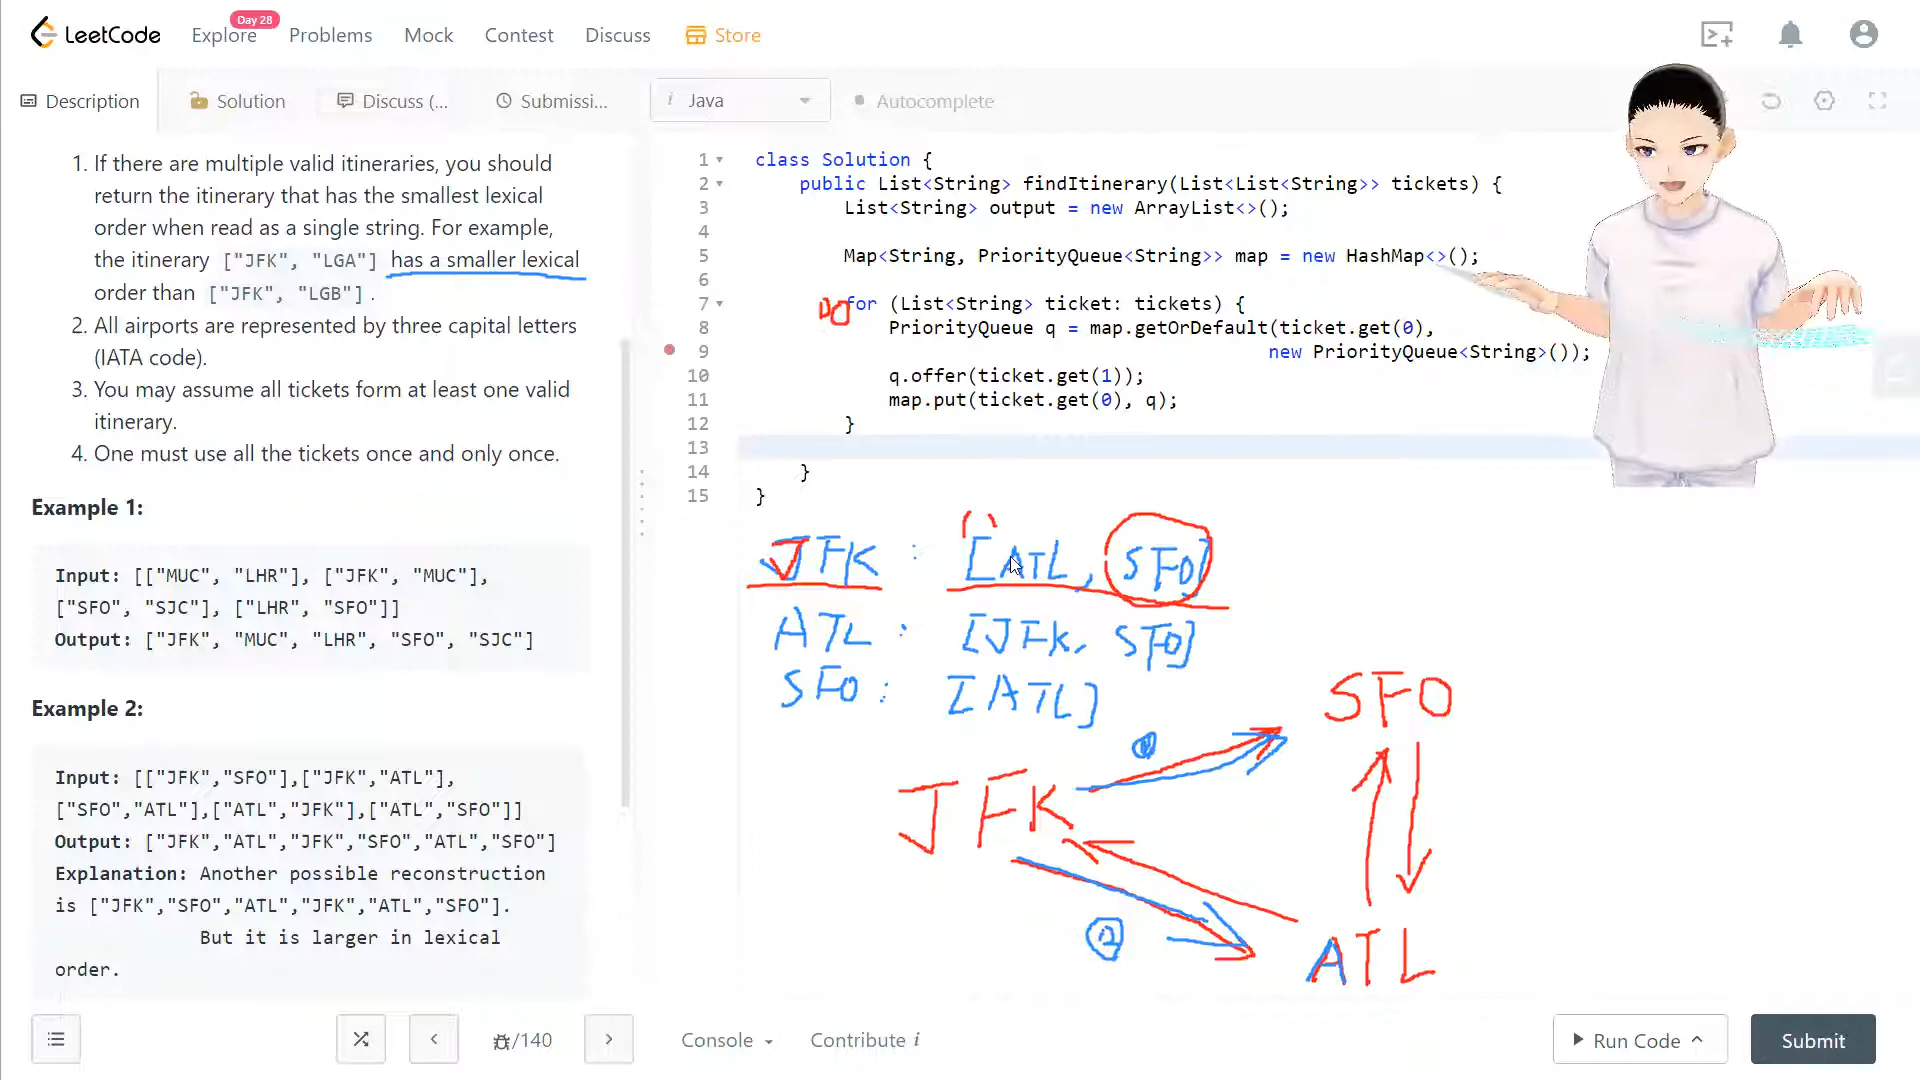 LeetCode
Day 28
Explore Problems Mock Contest Discuss Store
Description Solution Discuss (... Submissi...
i Java Autocomplete
1. If there are multiple valid itineraries, you should
return the itinerary that has the smallest lexical
order when read as a single string. For example,
the itinerary ["JFK", "LGA"] has a smaller lexical
order than ["JFK", "LGB"] .
2. All airports are represented by three capital letters
(IATA code).
3. You may assume all tickets form at least one valid
itinerary.
4. One must use all the tickets once and only once.
Example 1:
Input: [["MUC", "LHR"], ["JFK", "MUC"],
["SFO", "SJC"], ["LHR", "SFO"]]
Output: ["JFK", "MUC", "LHR", "SFO", "SJC"]
Example 2:
Input: [["JFK","SFO"],["JFK","ATL"],
["SFO","ATL"],["ATL","JFK"],["ATL","SFO"]]
Output: ["JFK","ATL","JFK","SFO","ATL","SFO"]
Explanation: Another possible reconstruction
is ["JFK","SFO","ATL","JFK","ATL","SFO"].
But it is larger in lexical
order.
1 class Solution {
2 public List<String> findItinerary(List<List<String>> tickets) {
3 List<String> output = new ArrayList<>();
4
5 Map<String, PriorityQueue<String>> map = new HashMap<>();
6
7 for (List<String> ticket: tickets) {
8 PriorityQueue q = map.getOrDefault(ticket.get(0),
9 new PriorityQueue<String>());
10 q.offer(ticket.get(1));
11 map.put(ticket.get(0), q);
12 }
13
14 }
15 }
JFK : [ATL, SFO]
ATL : [JFK, SFO]
SFO : [ATL]
SFO
JFK
2
ATL
/140
Console Contribute i
Run Code Submit